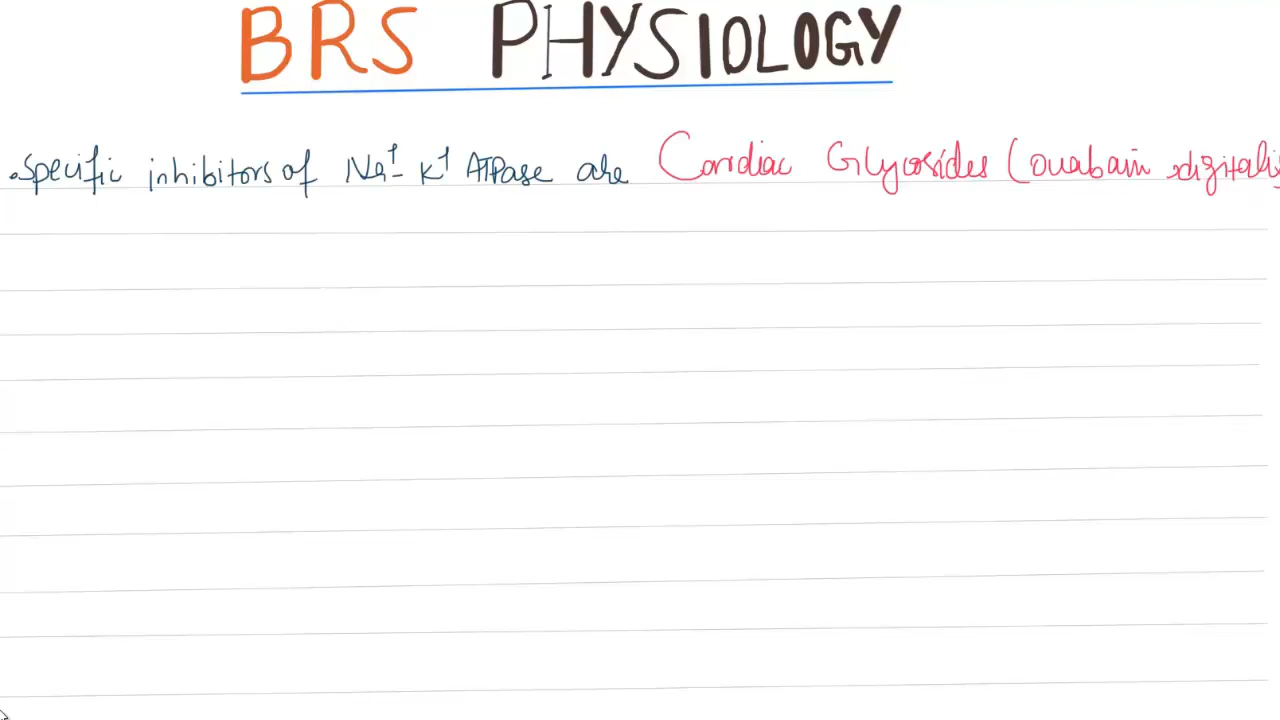 BRS PHYSIOLOGY
.Specific inhibitors of Na⁺- K⁺ ATPase are Cardiac Glycosides (ouabain digitalis